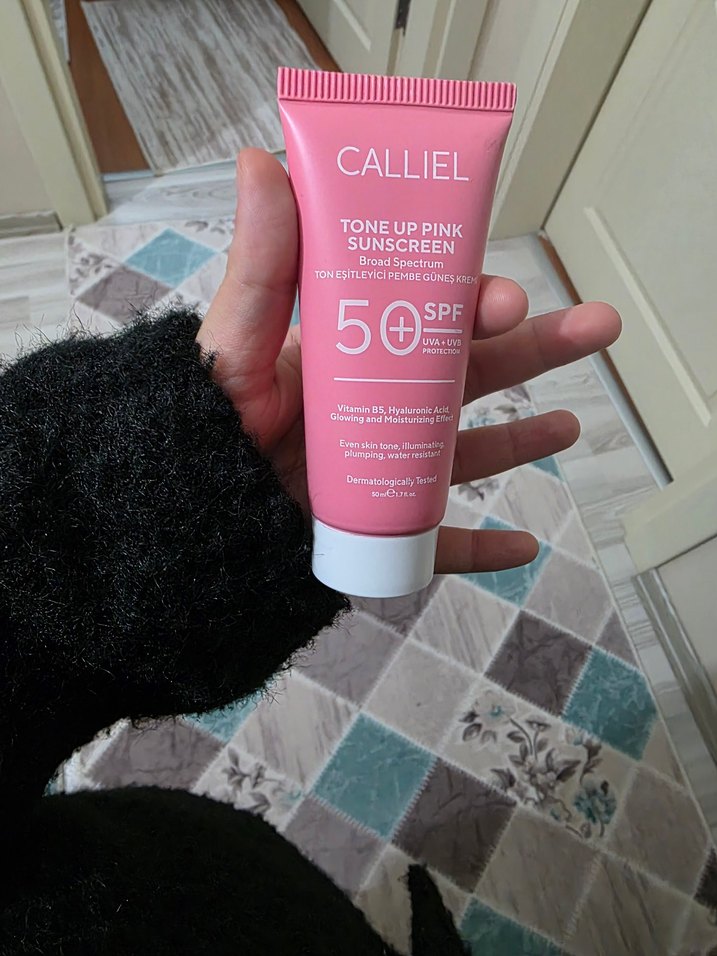 CALLIEL
TONE UP PINK
SUNSCREEN
Broad Spectrum
TON EŞİTLEYİCİ PEMBE GÜNEŞ KREMİ
50+ SPF
UVA + UVB
PROTECTION
Vitamin B5, Hyaluronic Acid,
Glowing and Moisturizing Effect
Even skin tone, illuminating,
plumping, water resistant
Dermatologically Tested
50 ml ℮ 1.7 fl. oz.